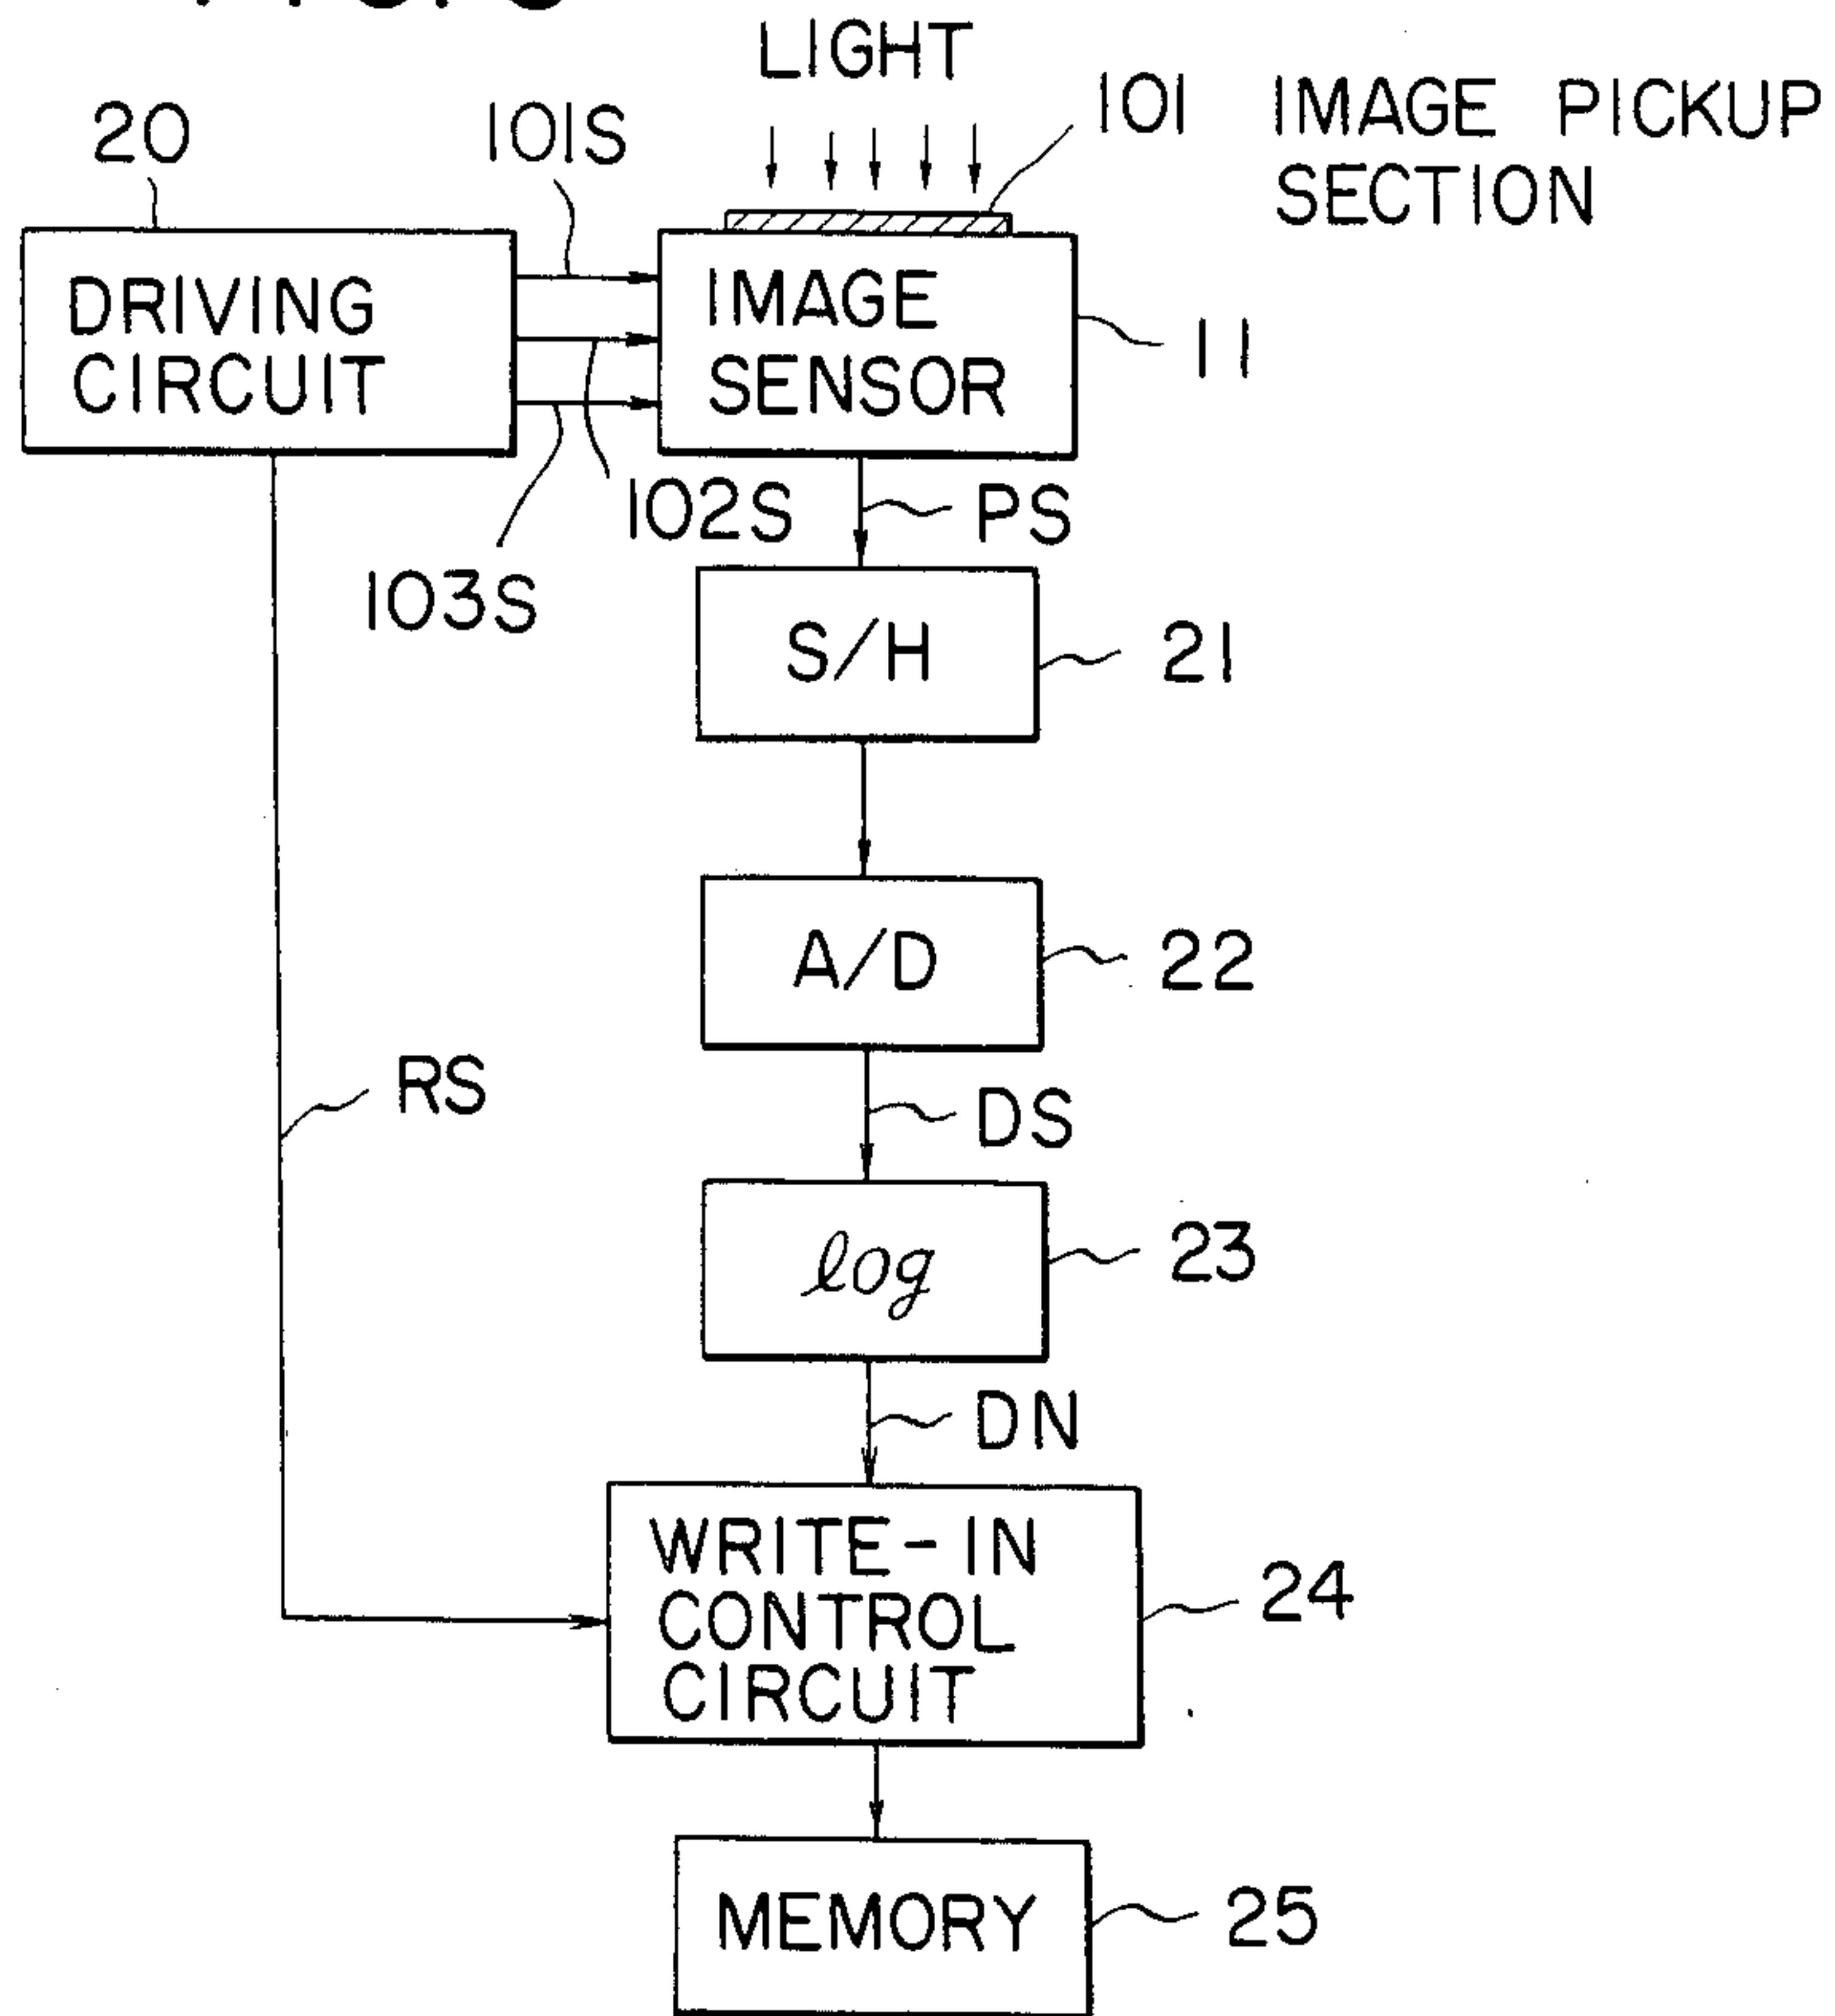 LIGHT
20
101S
101 IMAGE PICKUP
SECTION
DRIVING
CIRCUIT
IMAGE
SENSOR
11
102S
PS
103S
S/H
21
A/D
22
RS
DS
log
23
DN
WRITE-IN
CONTROL
CIRCUIT
24
MEMORY
25